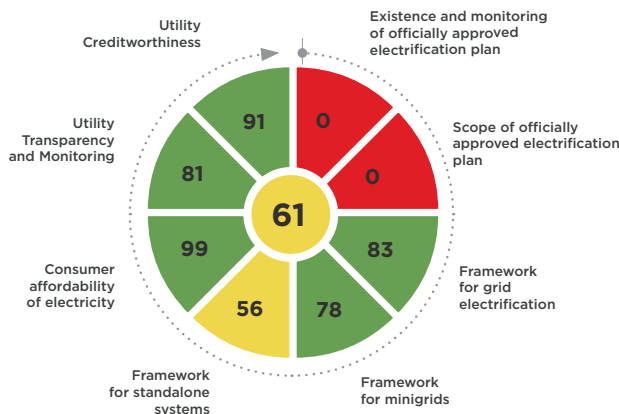 Existence and monitoring
of officially approved
electrification plan
0
Scope of officially
approved electrification
plan
0
Framework
for grid
electrification
83
Framework
for minigrids
78
Framework
for standalone
systems
56
Consumer
affordability
of electricity
99
Utility
Transparency
and Monitoring
81
Utility
Creditworthiness
91
61